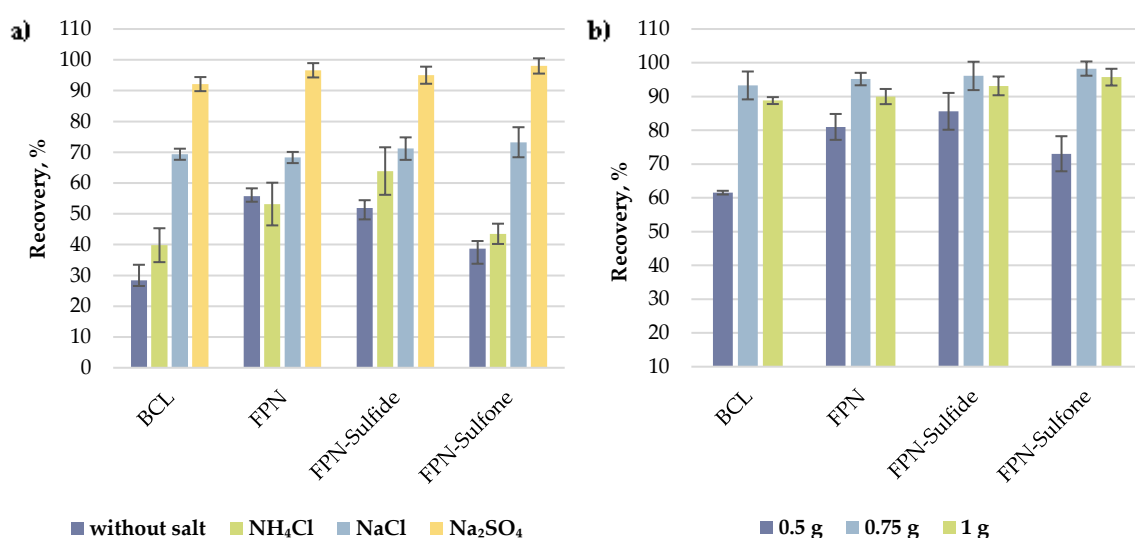 a)
Recovery, %
110
100
90
80
70
60
50
40
30
20
10
0
BCL
FPN
FPN-Sulfide
FPN-Sulfone
without salt NH₄Cl NaCl Na₂SO₄
b)
Recovery, %
110
100
90
80
70
60
50
40
30
20
10
BCL
FPN
FPN-Sulfide
FPN-Sulfone
0.5 g 0.75 g 1 g